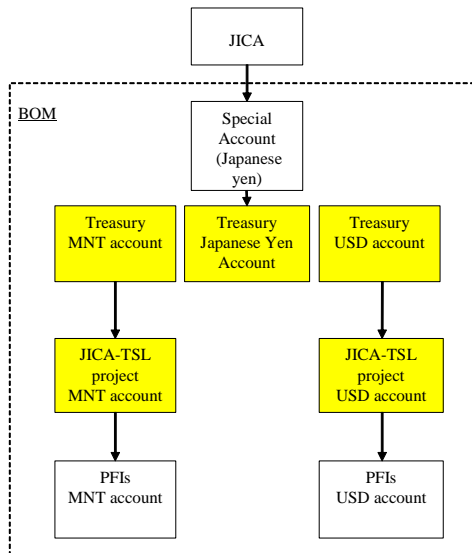 JICA
BOM
Special
Account
(Japanese
yen)
Treasury
MNT account
Treasury
Japanese Yen
Account
Treasury
USD account
JICA-TSL
project
MNT account
JICA-TSL
project
USD account
PFIs
MNT account
PFIs
USD account